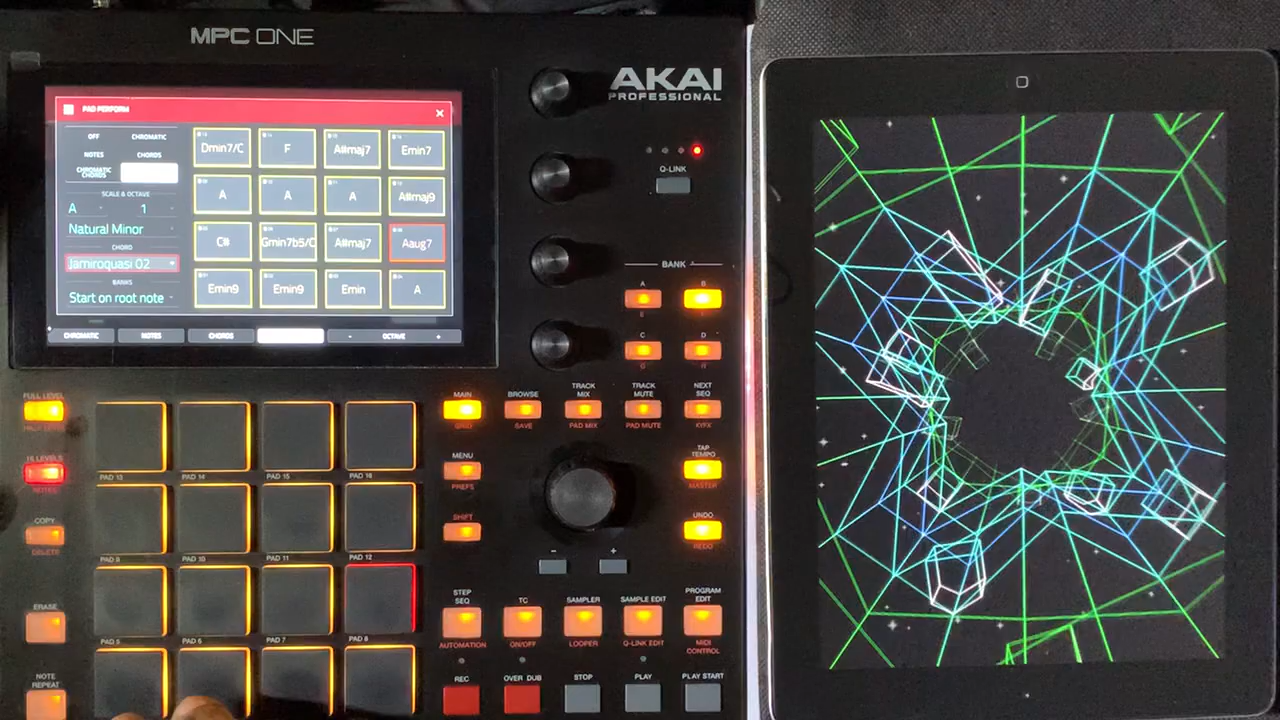 MPC ONE
AKAI
PROFESSIONAL
PAD PERFORM
OFF
CHROMATIC
NOTES
CHORDS
CHROMATIC
CHORDS
SCALE & OCTAVE
A
1
Natural Minor
CHORD
Jamiroquasi 02
BANKS
Start on root note
Dmin7/C
F
A#maj7
Emin7
A
A
A
A#maj9
C#
Gmin7b5/C
A#maj7
Aaug7
Emin9
Emin9
Emin
A
CHROMATIC
NOTES
CHORDS
-
OCTAVE
+
Q-LINK
BANK
A
B
C
D
FULL LEVEL
16 LEVELS
NOTES
COPY
DELETE
ERASE
NOTE
REPEAT
PAD 13
PAD 14
PAD 15
PAD 16
PAD 9
PAD 10
PAD 11
PAD 12
PAD 5
PAD 6
PAD 7
PAD 8
MAIN
GRID
BROWSE
SAVE
TRACK
MIX
PAD MIX
TRACK
MUTE
PAD MUTE
NEXT
SEQ
XYFX
MENU
PREFS
TAP
TEMPO
MASTER
SHIFT
UNDO
REDO
-
+
STEP
SEQ
AUTOMATION
TC
ON/OFF
SAMPLER
LOOPER
SAMPLE EDIT
Q-LINK EDIT
PROGRAM
EDIT
MIDI
CONTROL
REC
OVER DUB
STOP
PLAY
PLAY START